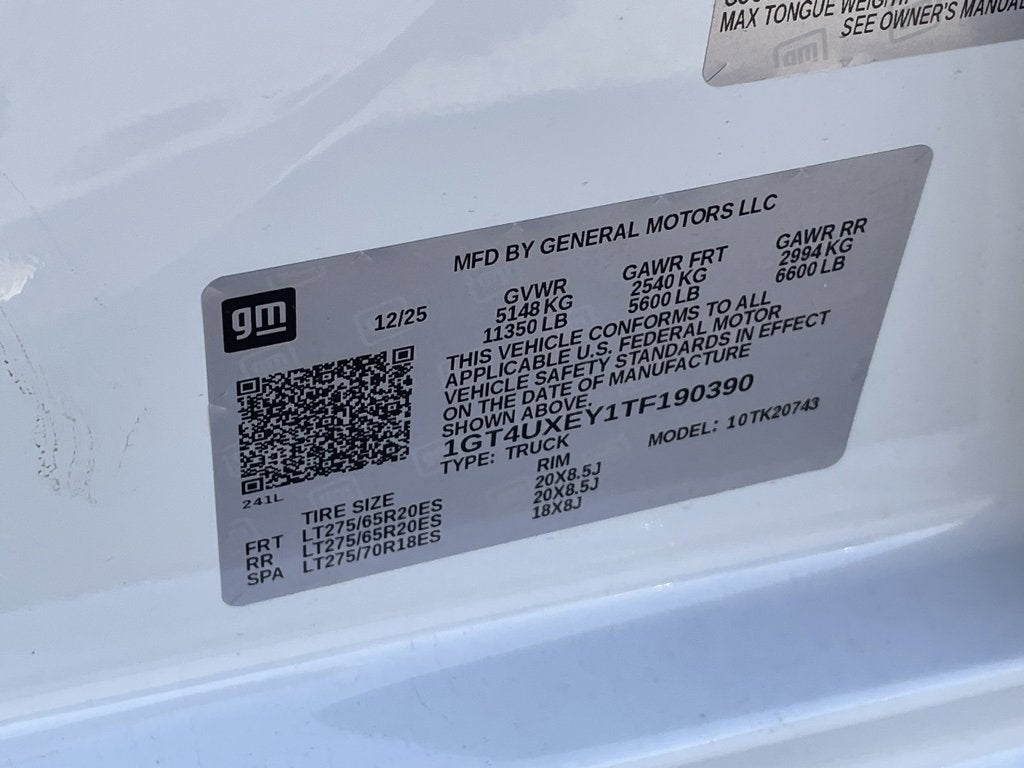 MAX TONGUE WEIGHT
SEE OWNER'S MANUAL
gm
MFD BY GENERAL MOTORS LLC
gm
12/25
GVWR GAWR FRT GAWR RR
5148 KG 2540 KG 2994 KG
11350 LB 5600 LB 6600 LB
THIS VEHICLE CONFORMS TO ALL
APPLICABLE U.S. FEDERAL MOTOR
VEHICLE SAFETY STANDARDS IN EFFECT
ON THE DATE OF MANUFACTURE
SHOWN ABOVE.
1GT4UXEY1TF190390
TYPE: TRUCK MODEL: 10TK20743
241L
TIRE SIZE RIM
FRT LT275/65R20ES 20X8.5J
RR LT275/65R20ES 20X8.5J
SPA LT275/70R18ES 18X8J